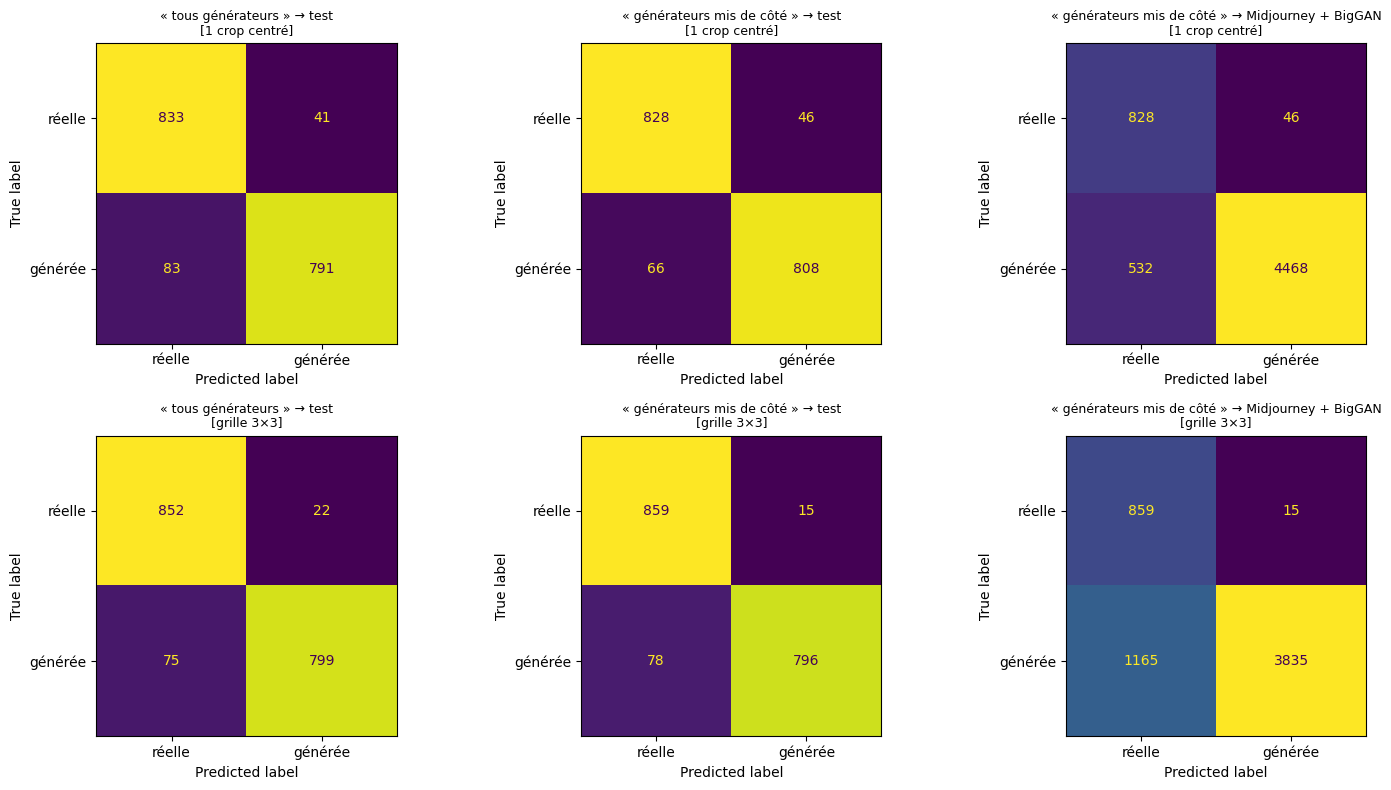 « tous générateurs » → test
[1 crop centré]
réelle
833
41
générée
83
791
True label
réelle
générée
Predicted label
« générateurs mis de côté » → test
[1 crop centré]
réelle
828
46
générée
66
808
True label
réelle
générée
Predicted label
« générateurs mis de côté » → Midjourney + BigGAN
[1 crop centré]
réelle
828
46
générée
532
4468
True label
réelle
générée
Predicted label
« tous générateurs » → test
[grille 3×3]
réelle
852
22
générée
75
799
True label
réelle
générée
Predicted label
« générateurs mis de côté » → test
[grille 3×3]
réelle
859
15
générée
78
796
True label
réelle
générée
Predicted label
« générateurs mis de côté » → Midjourney + BigGAN
[grille 3×3]
réelle
859
15
générée
1165
3835
True label
réelle
générée
Predicted label